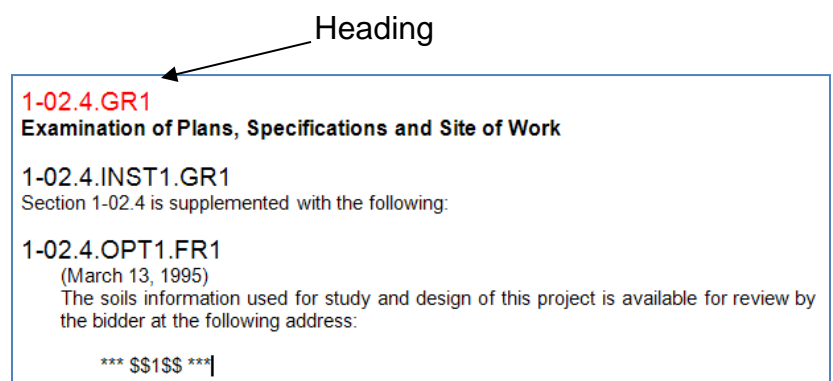 Heading
1-02.4.GR1
Examination of Plans, Specifications and Site of Work
1-02.4.INST1.GR1
Section 1-02.4 is supplemented with the following:
1-02.4.OPT1.FR1
(March 13, 1995)
The soils information used for study and design of this project is available for review by
the bidder at the following address:
*** $$1$$ ***